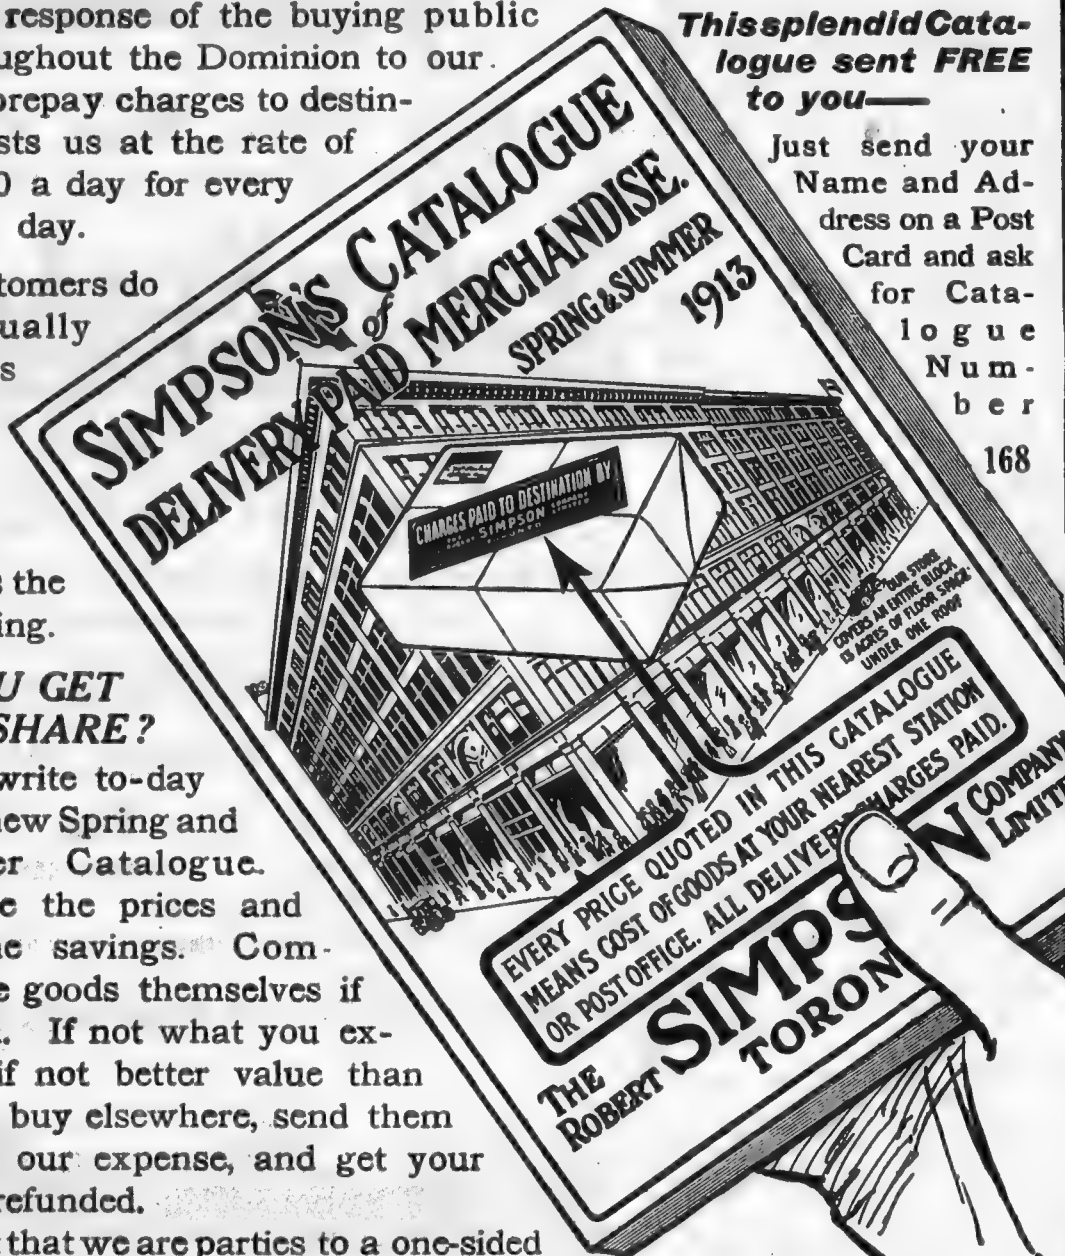 response of the buying public
ughout the Dominion to our
prepay charges to destin-
sts us at the rate of
0 a day for every
day.
tomers do
ually
s
s the
ing.
U GET
SHARE?
write to-day
new Spring and
er Catalogue.
e the prices and
ne savings. Com-
e goods themselves if
. If not what you ex-
if not better value than
buy elsewhere, send them
our expense, and get your
refunded.
that we are parties to a one-sided
This splendid Cata-
logue sent FREE
to you—
Just send your
Name and Ad-
dress on a Post
Card and ask
for Cata-
logue
Num-
ber
168
SIMPSON'S CATALOGUE
of
DELIVERY PAID MERCHANDISE.
SPRING & SUMMER
1913
CHARGES PAID TO DESTINATION BY
SIMPSON
OUR STORE
COVERS AN ENTIRE BLOCK
13 ACRES OF FLOOR SPACE
UNDER ONE ROOF
EVERY PRICE QUOTED IN THIS CATALOGUE
MEANS COST OF GOODS AT YOUR NEAREST STATION
OR POST OFFICE. ALL DELIVERY CHARGES PAID.
THE
ROBERT SIMPS N COMPANY
LIMIT
TORON